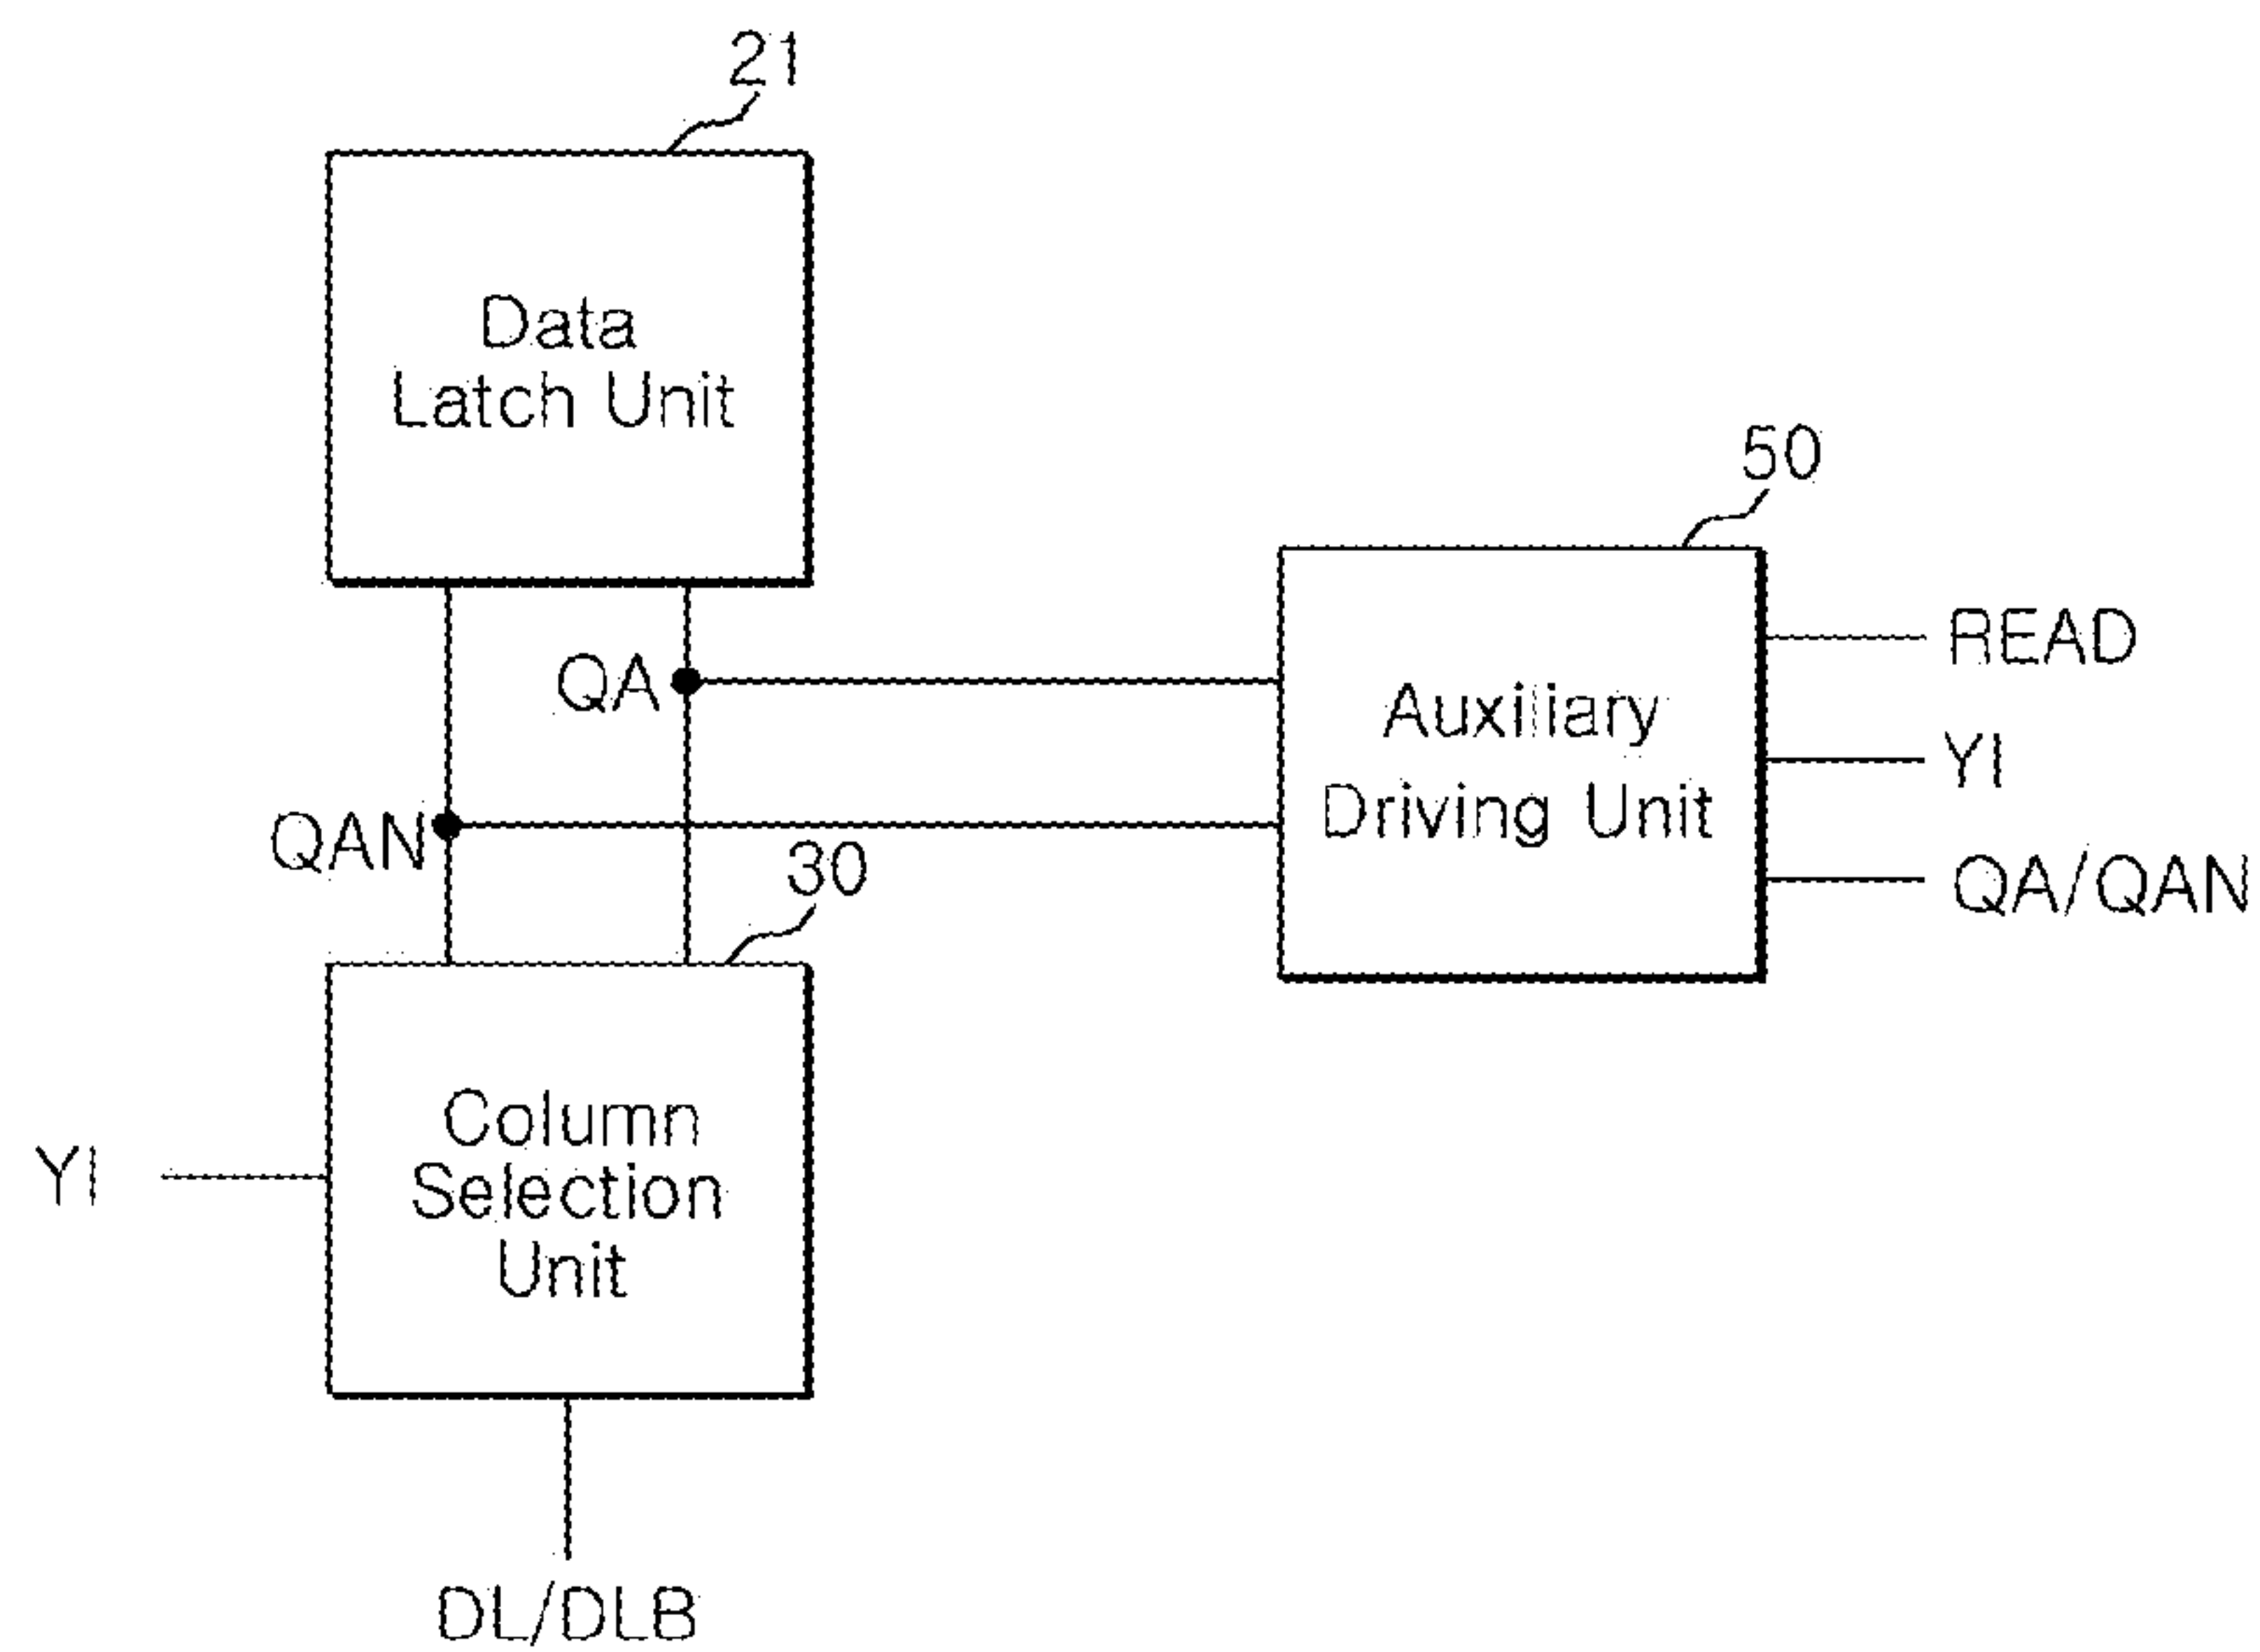 21
Data
Latch Unit
50
READ
QA
Auxiliary
YI
Driving Unit
QAN
30
QA/QAN
Column
YI
Selection
Unit
DL/DLB